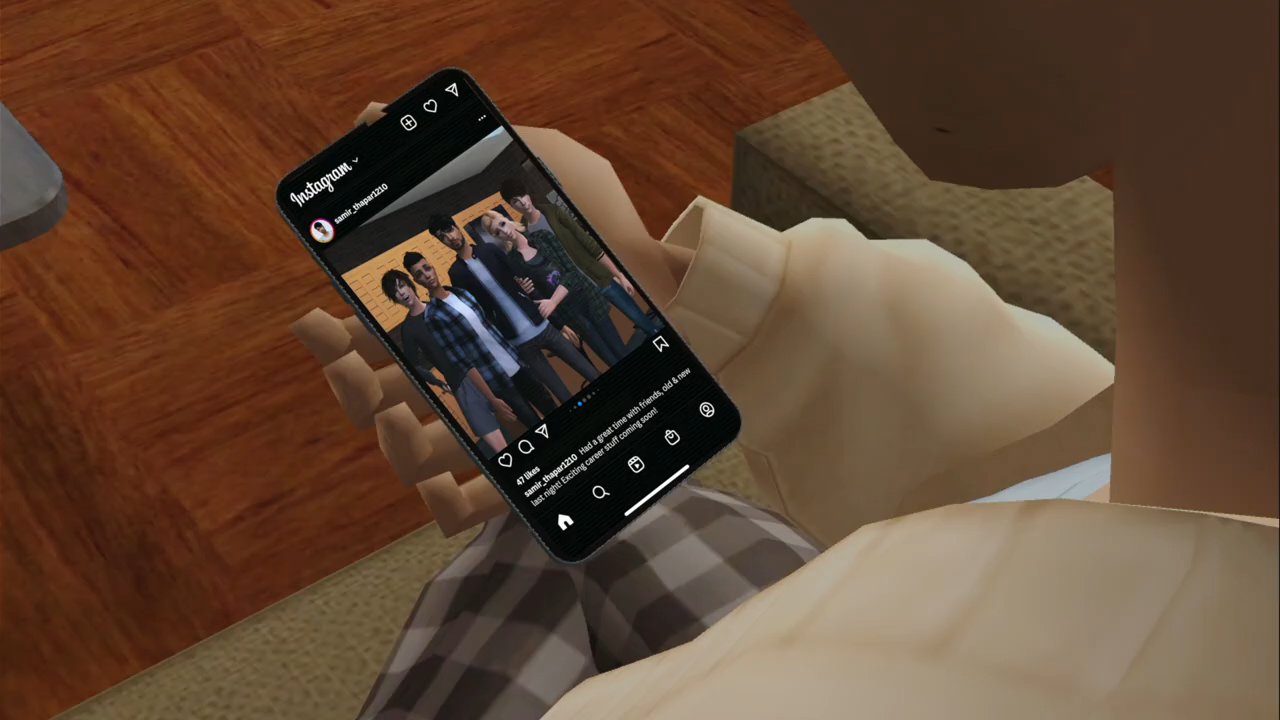 Instagram
samir_thapar1210
47 likes
samir_thapar1210 Had a great time with friends, old & new
last night! Exciting career stuff coming soon!